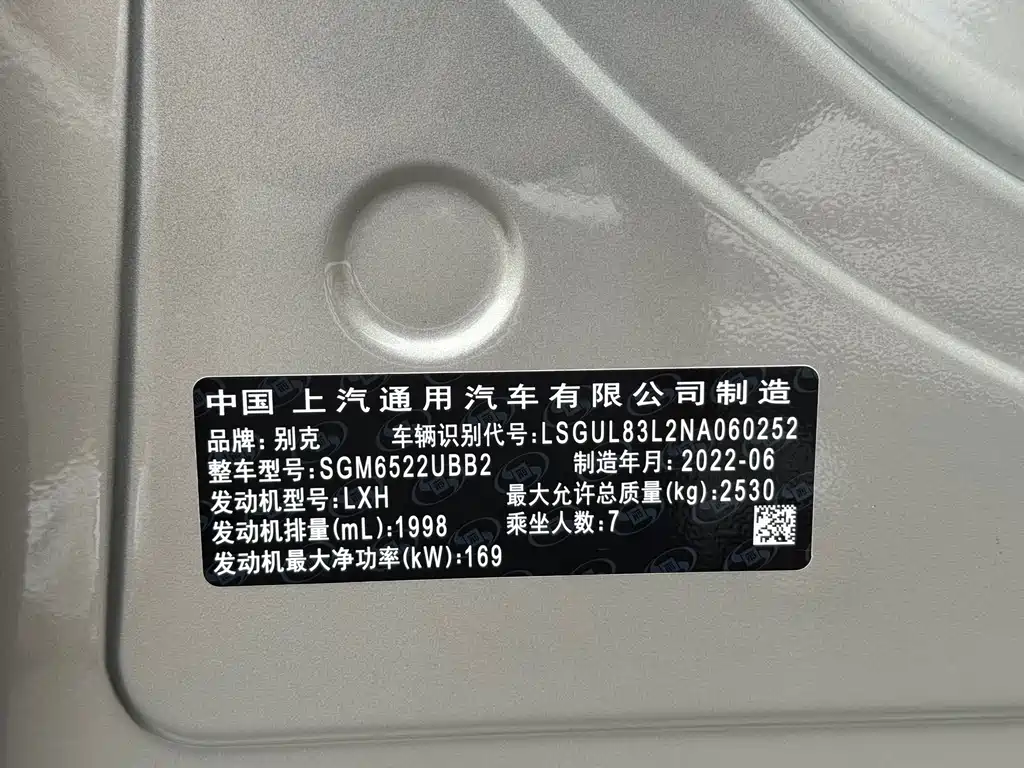 中国 上汽通用汽车有限公司制造
品牌: 别克 车辆识别代号:LSGUL83L2NA060252
整车型号:SGM6522UBB2 制造年月: 2022-06
发动机型号:LXH 最大允许总质量(kg):2530
发动机排量(mL):1998 乘坐人数:7
发动机最大净功率(kW):169